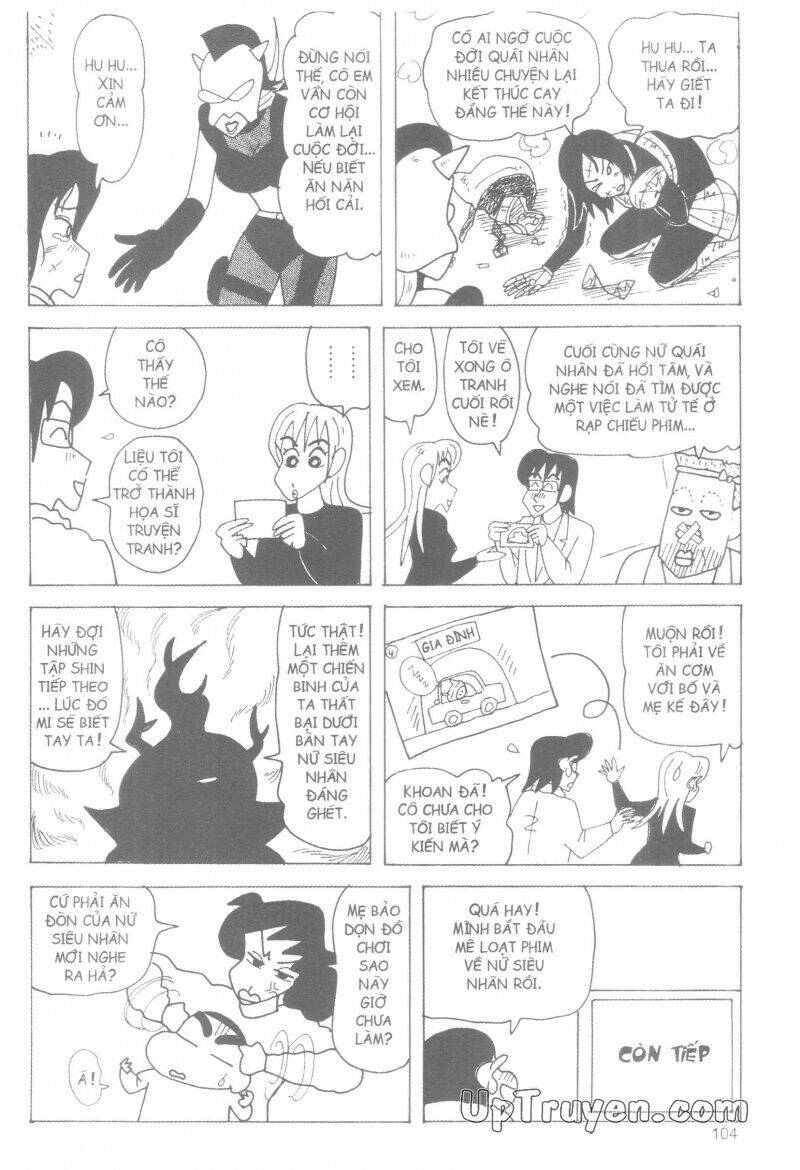 HU HU... TA
THUA RỒI...
HÃY GIẾT
TA ĐI!
CÓ AI NGỜ CUỘC
ĐỜI QUÁI NHÂN
NHIỀU CHUYỆN LẠI
KẾT THÚC CAY
ĐẮNG THẾ NÀY!
ĐỪNG NÓI
THẾ, CÔ EM
VẪN CÒN
CƠ HỘI
LÀM LẠI
CUỘC ĐỜI...
NẾU BIẾT
ĂN NĂN
HỐI CẢI.
HU HU...
XIN
CẢM
ƠN...
CUỐI CÙNG NỮ QUÁI
NHÂN ĐÃ HỒI TÂM, VÀ
NGHE NÓI ĐÃ TÌM ĐƯỢC
MỘT VIỆC LÀM TỬ TẾ Ở
RẠP CHIẾU PHIM...
TÔI VẼ
XONG Ô
TRANH
CUỐI RỒI
NÈ!
CHO
TÔI
XEM.
......
CÔ
THẤY
THẾ
NÀO?
LIỆU TÔI
CÓ THỂ
TRỞ THÀNH
HỌA SĨ
TRUYỆN
TRANH?
MUỘN RỒI!
TÔI PHẢI VỀ
ĂN CƠM
VỚI BỐ VÀ
MẸ KẾ ĐÂY!
GIA ĐÌNH
KHOAN ĐÃ!
CÔ CHƯA CHO
TÔI BIẾT Ý
KIẾN MÀ?
TỨC THẬT!
LẠI THÊM
MỘT CHIẾN
BINH CỦA
TA THẤT
BẠI DƯỚI
BÀN TAY
NỮ SIÊU
NHÂN
ĐÁNG
GHÉT.
HÃY ĐỢI
NHỮNG
TẬP SHIN
TIẾP THEO
... LÚC ĐÓ
MI SẼ BIẾT
TAY TA!
QUÁ HAY!
MÌNH BẮT ĐẦU
MÊ LOẠT PHIM
VỀ NỮ SIÊU
NHÂN RỒI.
CÒN TIẾP
MẸ BẢO
DỌN ĐỒ
CHƠI
SAO
NÃY
GIỜ
CHƯA
LÀM?
CỨ PHẢI ĂN
ĐÒN CỦA NỮ
SIÊU NHÂN
MỚI NGHE
RA HẢ?
Á!
UpTruyen.com
104